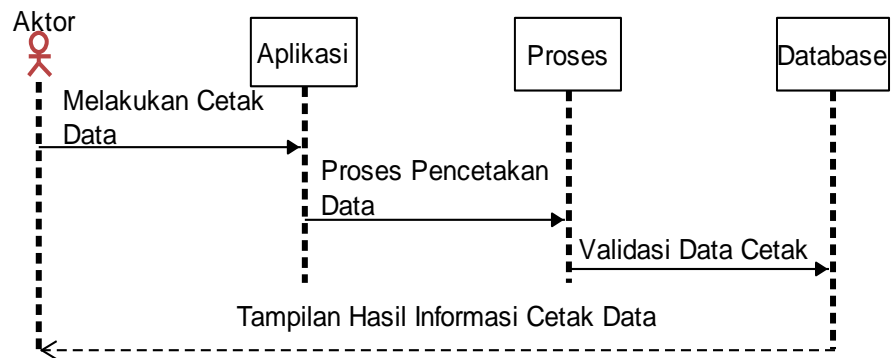 Aktor
Aplikasi
Proses
Database
Melakukan Cetak
Data
Proses Pencetakan
Data
Validasi Data Cetak
Tampilan Hasil Informasi Cetak Data